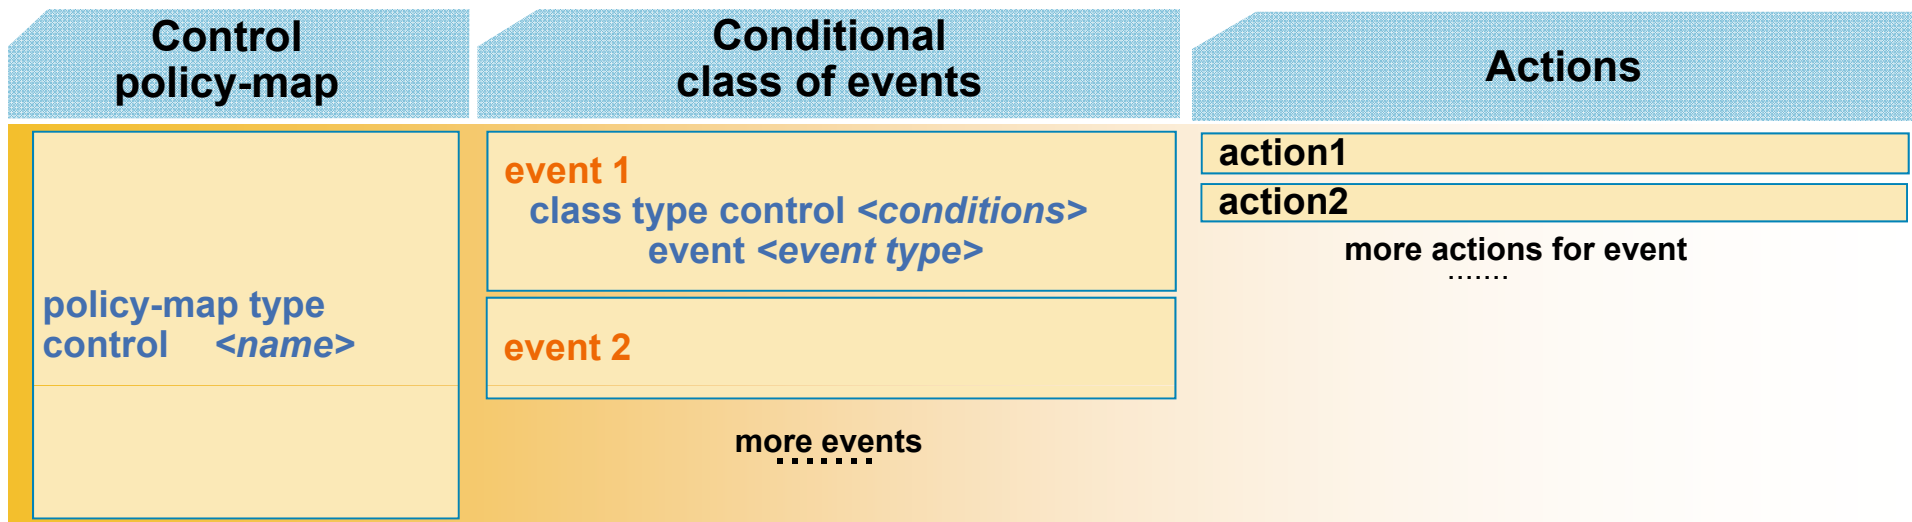 Control
policy-map
Conditional
class of events
Actions
policy-map type
control <name>
event 1
class type control <conditions>
event <event type>
event 2
more events
.......
action1
action2
more actions for event
.......